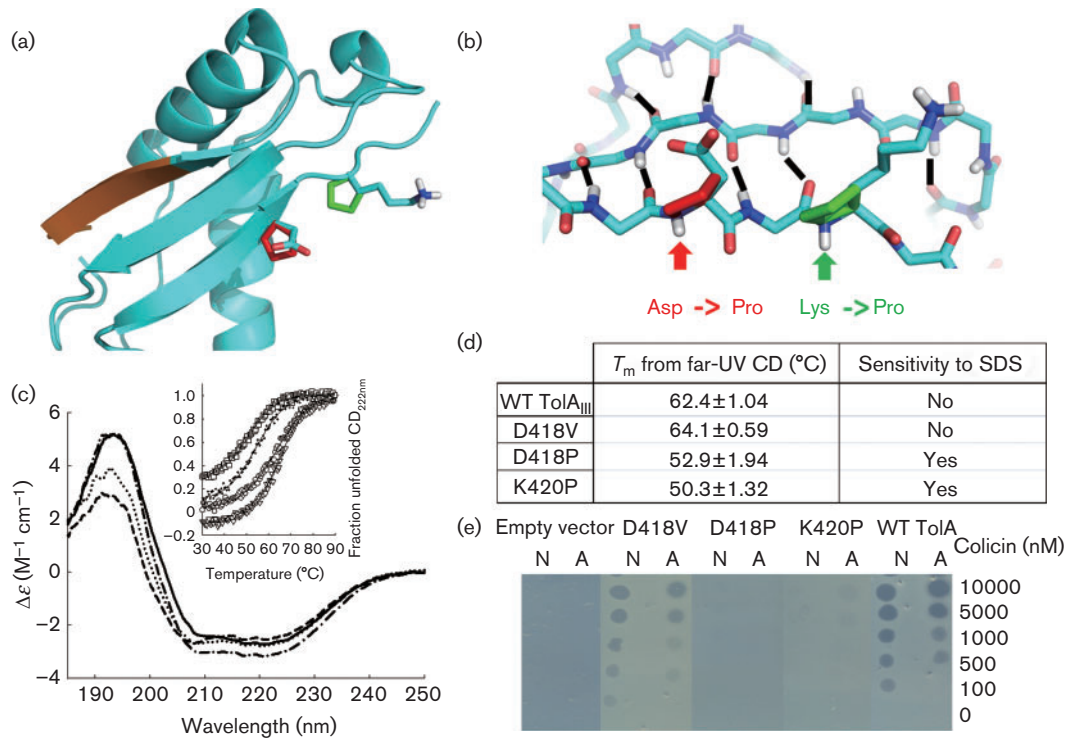 (a)
(b)
Asp -> Pro
Lys -> Pro
(c)
6
4
2
0
−2
−4
190 200 210 220 230 240 250
Wavelength (nm)
Δε (M−1 cm−1)
1.0
0.8
0.6
0.4
0.2
0.1
−0.2
30 40 50 60 70 80 90
Temperature (°C)
Fraction unfolded CD222nm
(d)
Tm from far-UV CD (°C) Sensitivity to SDS
WT TolAIII 62.4±1.04 No
D418V 64.1±0.59 No
D418P 52.9±1.94 Yes
K420P 50.3±1.32 Yes
(e)
Empty vector D418V D418P K420P WT TolA
N A N A N A N A N A Colicin (nM)
10000
5000
1000
500
100
0